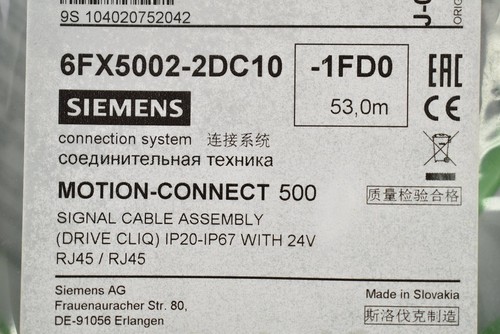 9S 104020752042
6FX5002-2DC10 -1FD0
53,0m
EAC
SIEMENS
CE
connection system 连接系统
соединительная техника
MOTION-CONNECT 500
质量检验合格
SIGNAL CABLE ASSEMBLY
(DRIVE CLIQ) IP20-IP67 WITH 24V
RJ45 / RJ45
Siemens AG
Frauenauracher Str. 80,
DE-91056 Erlangen
Made in Slovakia
斯洛伐克制造